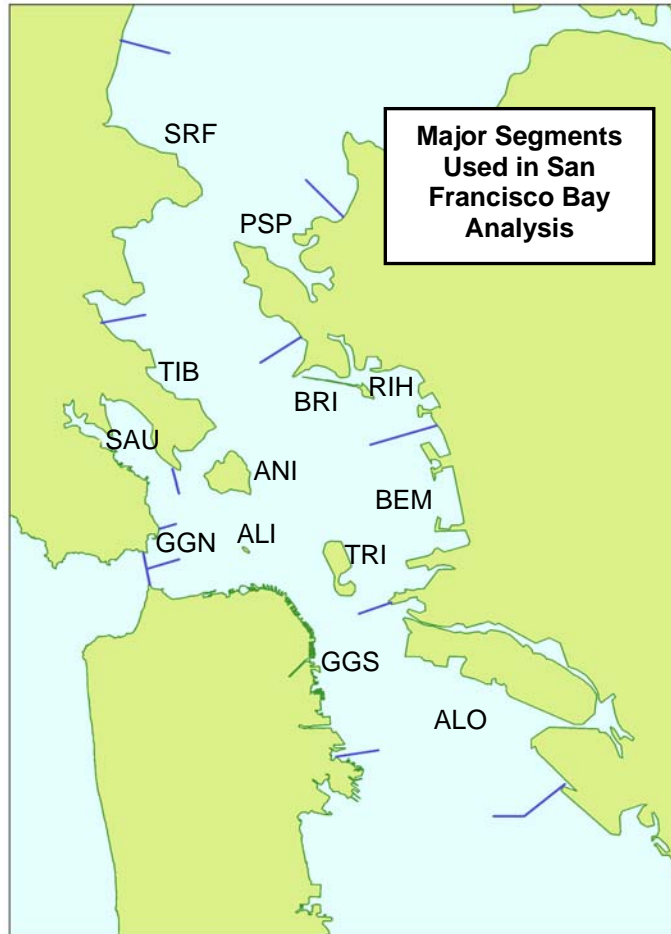 Major Segments
Used in San
Francisco Bay
Analysis
SRF
PSP
TIB
BRI
RIH
SAU
ANI
BEM
GGN
ALI
TRI
GGS
ALO